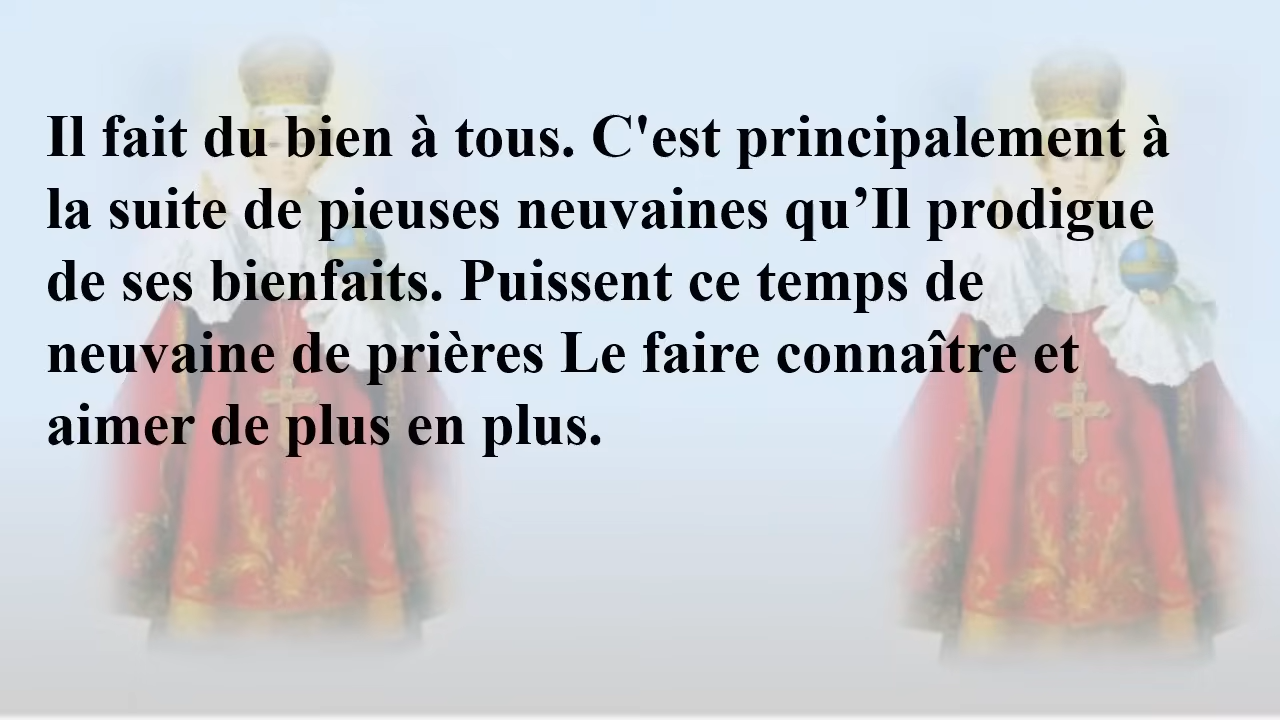 Il fait du bien à tous. C'est principalement à
la suite de pieuses neuvaines qu’Il prodigue
de ses bienfaits. Puissent ce temps de
neuvaine de prières Le faire connaître et
aimer de plus en plus.